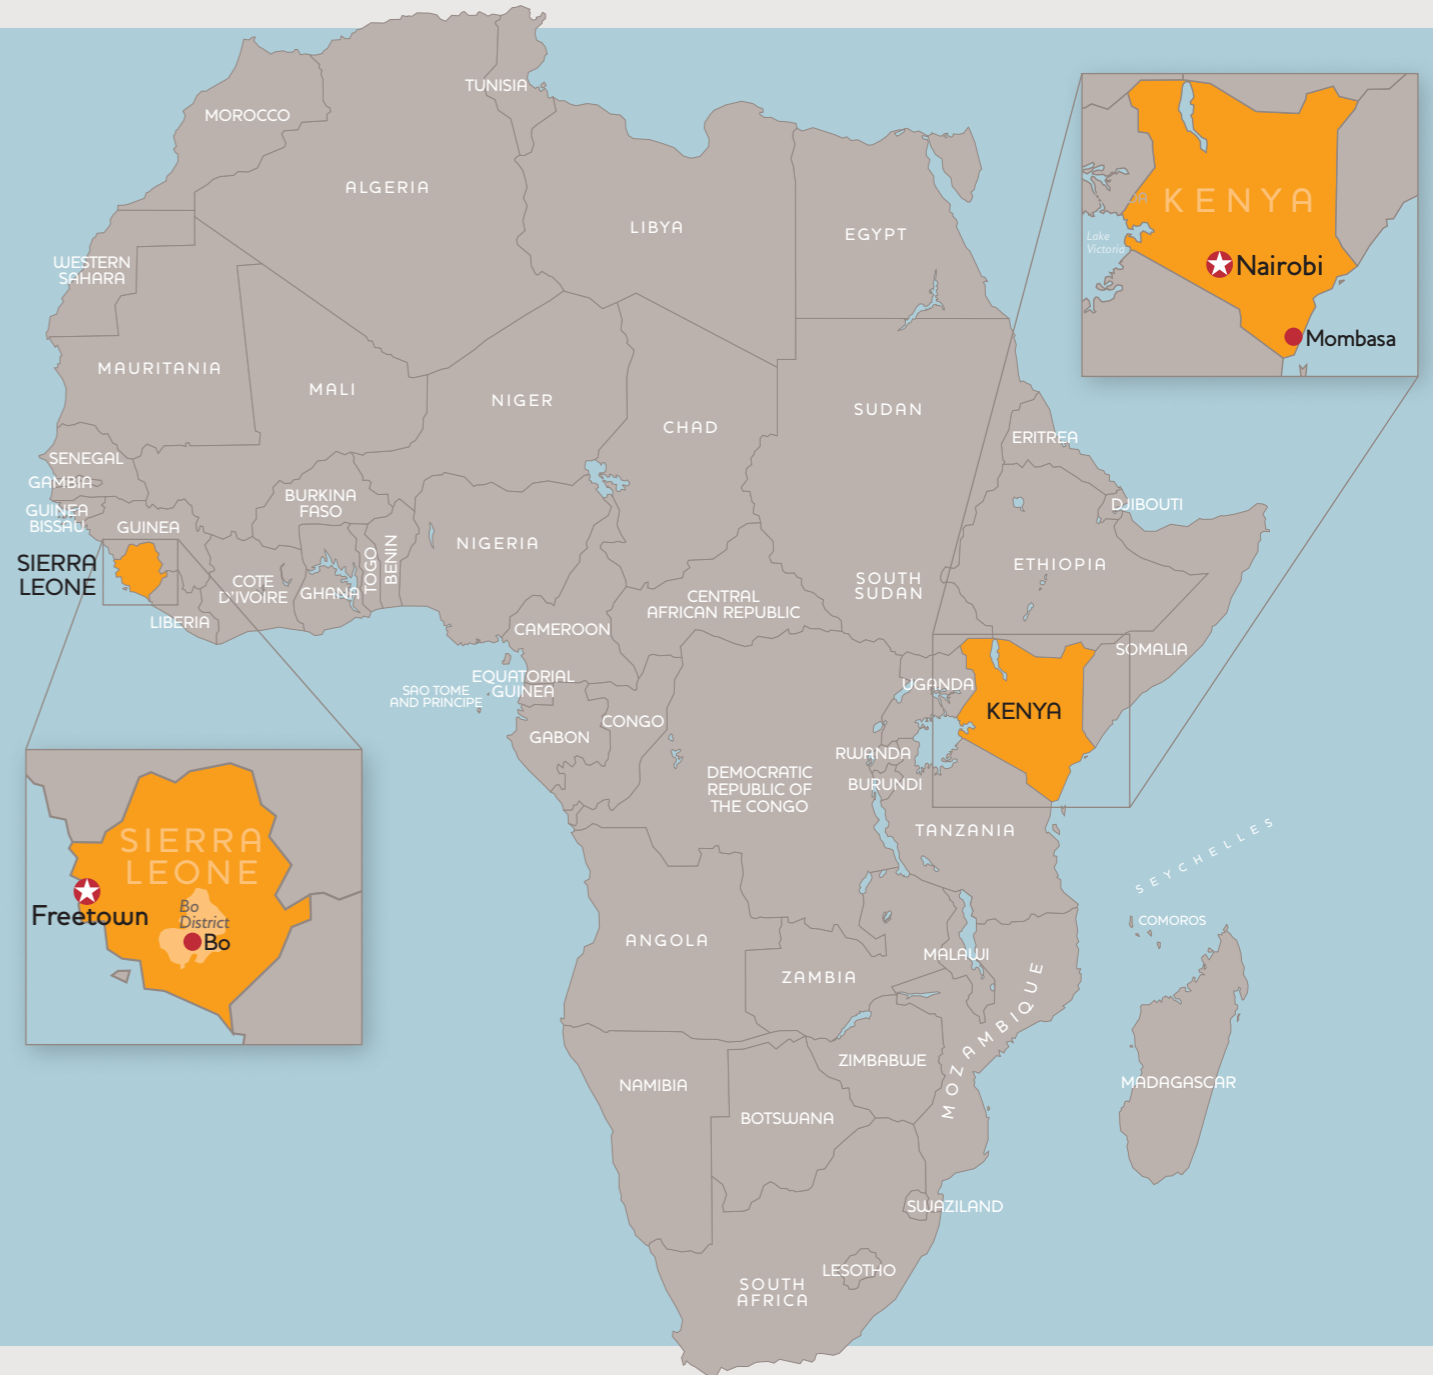 TUNISIA
MOROCCO
ALGERIA
LIBYA
EGYPT
WESTERN
SAHARA
MAURITANIA
MALI
NIGER
CHAD
SUDAN
ERITREA
SENEGAL
GAMBIA
GUINEA
BISSAU
GUINEA
BURKINA
FASO
DJIBOUTI
SIERRA
LEONE
COTE
D'IVOIRE
GHANA
TOGO
BENIN
NIGERIA
LIBERIA
CENTRAL
AFRICAN REPUBLIC
SOUTH
SUDAN
ETHIOPIA
CAMEROON
SOMALIA
EQUATORIAL
GUINEA
SAO TOME
AND PRINCIPE
UGANDA
KENYA
GABON
CONGO
RWANDA
BURUNDI
DEMOCRATIC
REPUBLIC OF
THE CONGO
TANZANIA
SEYCHELLES
COMOROS
ANGOLA
ZAMBIA
MALAWI
MOZAMBIQUE
ZIMBABWE
NAMIBIA
BOTSWANA
MADAGASCAR
SWAZILAND
LESOTHO
SOUTH
AFRICA
KENYA
DA
Lake
Victoria
Nairobi
Mombasa
SIERRA
LEONE
Freetown
Bo
District
Bo